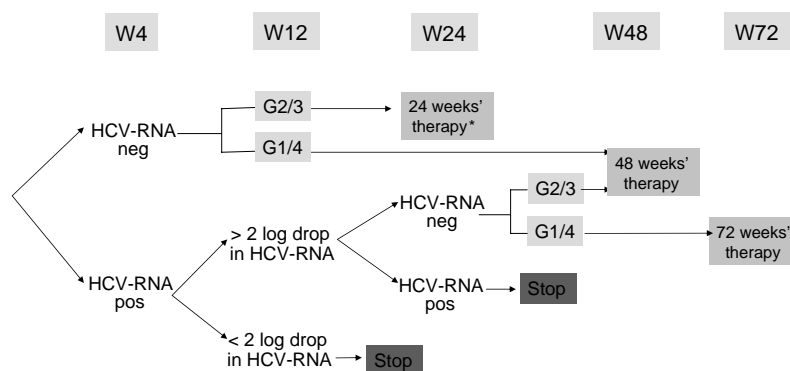 W4 W12 W24 W48 W72
G2/3
24 weeks'
therapy*
HCV-RNA
neg
G1/4
48 weeks'
therapy
HCV-RNA
neg
G2/3
G1/4
72 weeks'
therapy
> 2 log drop
in HCV-RNA
HCV-RNA
pos
HCV-RNA
pos
Stop
< 2 log drop
in HCV-RNA
Stop